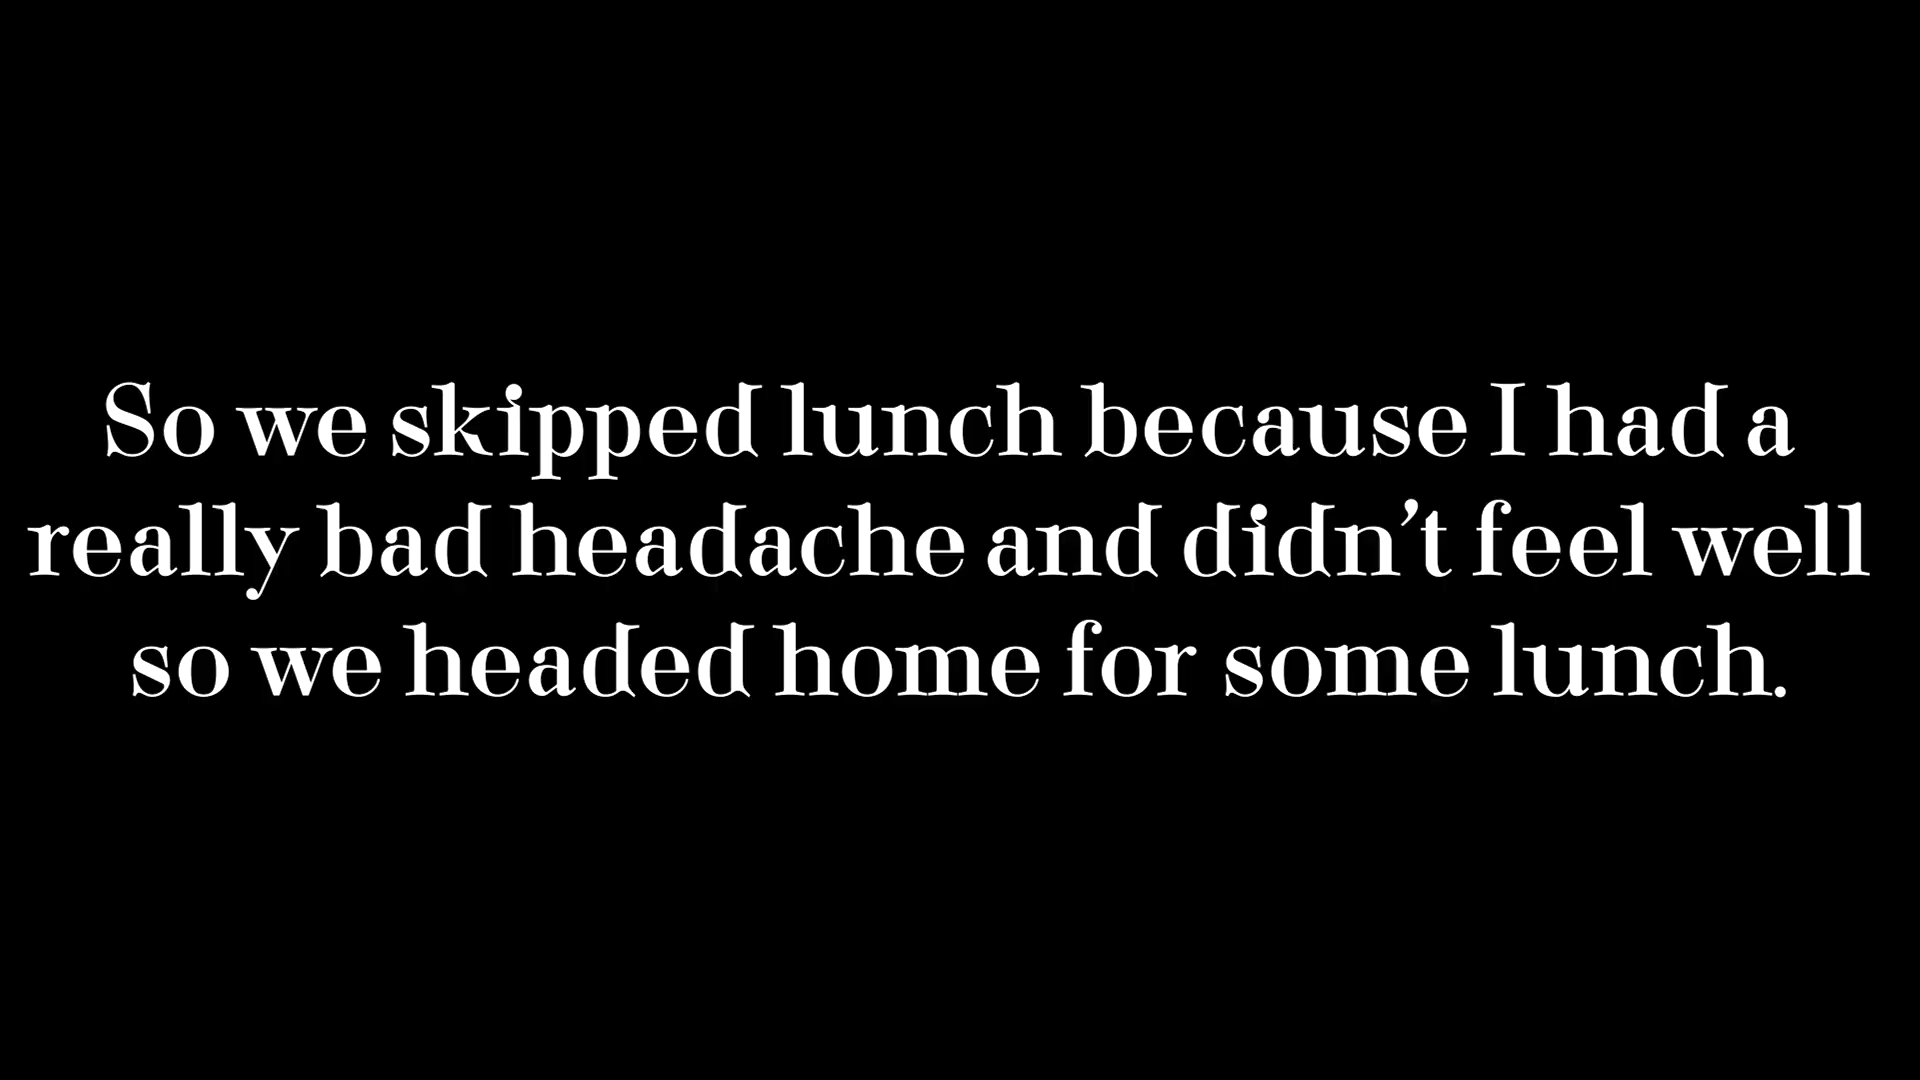 So we skipped lunch because I had a
really bad headache and didn’t feel well
so we headed home for some lunch.